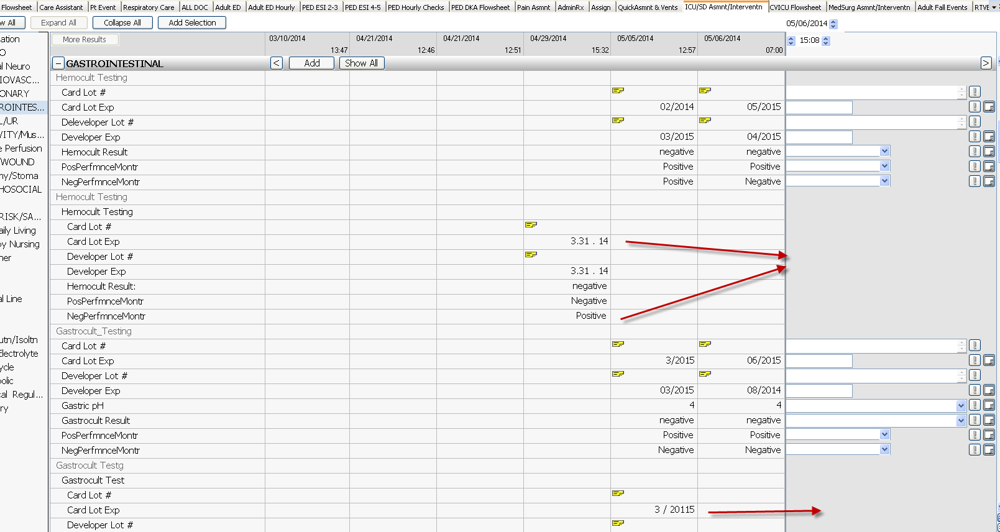 Flowsheet Care Assistant Pt Event Respiratory Care ALL DOC Adult ED Adult ED Hourly PED ESI 2-3 PED ESI 4-5 PED Hourly Checks PED DKA Flowsheet Pain Asmnt AdminRx Assign QuickAsmnt & Vents ICU/SD Asmnt/Interventn CVICU Flowsheet MedSurg Asmnt/Interventn Adult Fall Events RTVE
w All Expand All Collapse All Add Selection
05/06/2014
15:08
More Results 03/10/2014 04/21/2014 04/21/2014 04/29/2014 05/05/2014 05/06/2014
13:47 12:46 12:51 15:32 12:57 07:00
ation
O
al Neuro
IOVASC...
ONARY
ROINTES...
L/UR
VITY/Mus...
e Perfusion
/WOUND
my/Stoma
HOSOCIAL
RISK/SA...
aily Living
by Nursing
ner
al Line
utn/Isoltn
Electrolyte
ycle
bolic
cal Regul...
ry
− GASTROINTESTINAL < Add Show All >
Hemocult Testing
Card Lot #
Card Lot Exp 02/2014 05/2015
Deleveloper Lot #
Developer Exp 03/2015 04/2015
Hemocult Result negative negative
PosPerfmnceMontr Positive Positive
NegPerfmnceMontr Positive Negative
Hemocult Testing
Hemocult Testing
Card Lot #
Card Lot Exp 3.31 . 14
Developer Lot #
Developer Exp 3.31 . 14
Hemocult Result: negative
PosPerfmnceMontr Negative
NegPerfmnceMontr Positive
Gastrocult_Testing
Card Lot #
Card Lot Exp 3/2015 06/2015
Developer Lot #
Developer Exp 03/2015 08/2014
Gastric pH 4 4
Gastrocult Result negative negative
PosPerfmnceMontr Positive Positive
NegPerfmnceMontr Negative Negative
Gastrocult Testg
Gastrocult Test
Card Lot #
Card Lot Exp 3 / 20115
Developer Lot #